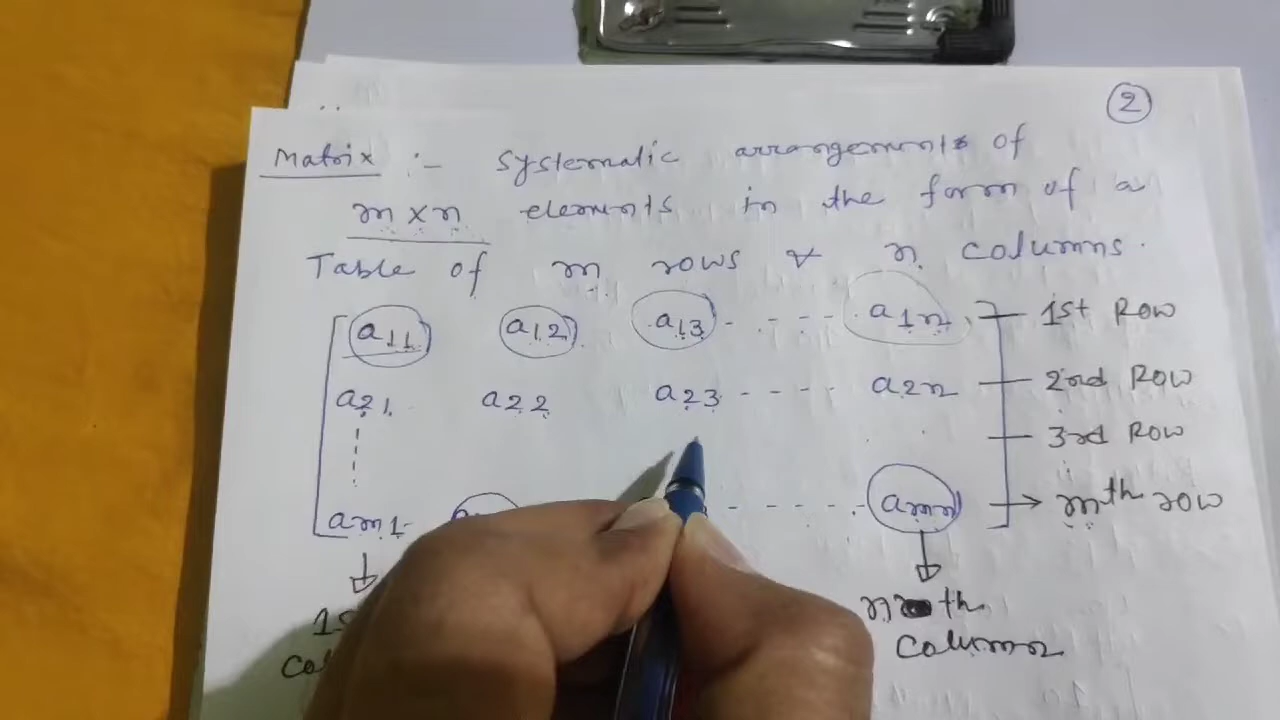 2
Matrix :- Systematic arrangements of
m x n elements in the form of a
Table of m rows & n columns.
a11 a12 a13 - - - - - a1n — 1st Row
a21 a22 a23 - - - - a2n — 2nd Row
— 3rd Row
am1 - - - - - - amn → mth row
nth
column